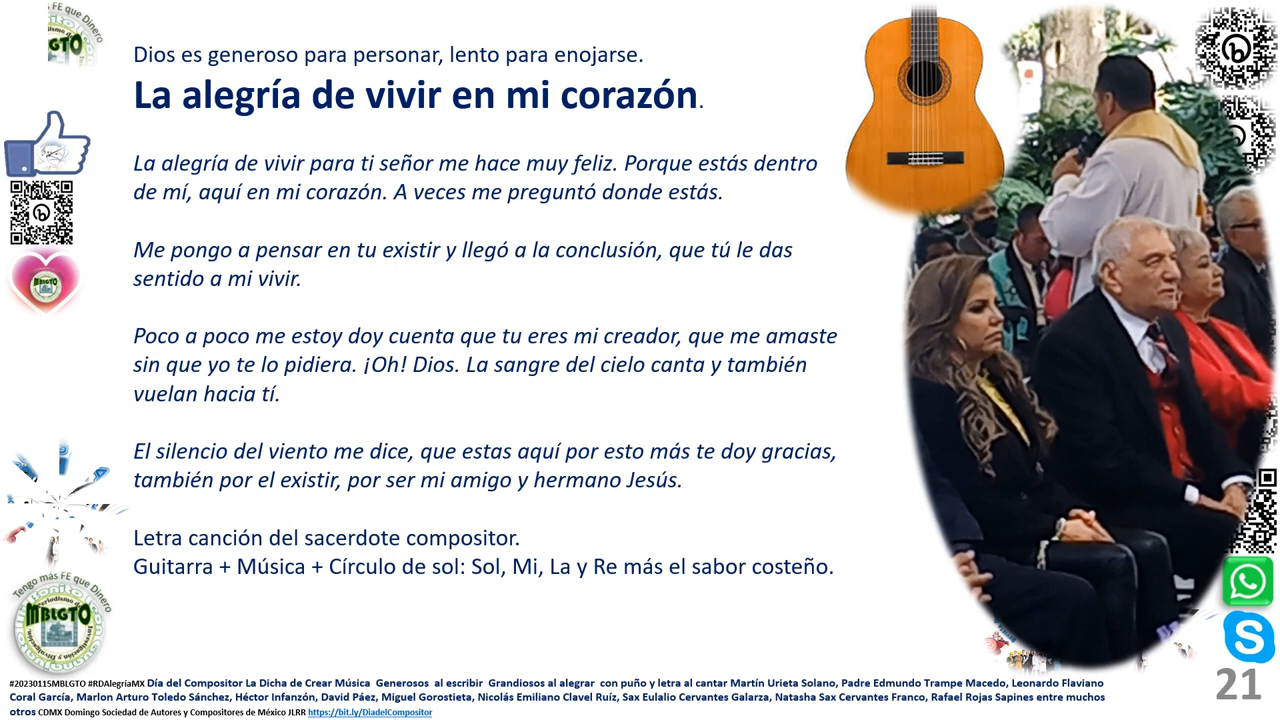 Dios es generoso para personar, lento para enojarse.
La alegría de vivir en mi corazón.
La alegría de vivir para ti señor me hace muy feliz. Porque estás dentro
de mí, aquí en mi corazón. A veces me preguntó donde estás.
Me pongo a pensar en tu existir y llegó a la conclusión, que tú le das
sentido a mi vivir.
Poco a poco me estoy doy cuenta que tu eres mi creador, que me amaste
sin que yo te lo pidiera. ¡Oh! Dios. La sangre del cielo canta y también
vuelan hacia tí.
El silencio del viento me dice, que estas aquí por esto más te doy gracias,
también por el existir, por ser mi amigo y hermano Jesús.
Letra canción del sacerdote compositor.
Guitarra + Música + Círculo de sol: Sol, Mi, La y Re más el sabor costeño.
Tengo más FE que Dinero
MBLGTO
21
#20230115MBLGTO #RDAlegríaMX Día del Compositor La Dicha de Crear Música Generosos al escribir Grandiosos al alegrar con puño y letra al cantar Martín Urieta Solano, Padre Edmundo Trampe Macedo, Leonardo Flaviano
Coral García, Marlon Arturo Toledo Sánchez, Héctor Infanzón, David Páez, Miguel Gorostieta, Nicolás Emiliano Clavel Ruíz, Sax Eulalio Cervantes Galarza, Natasha Sax Cervantes Franco, Rafael Rojas Sapines entre muchos
otros CDMX Domingo Sociedad de Autores y Compositores de México JLRR https://bit.ly/DiadelCompositor